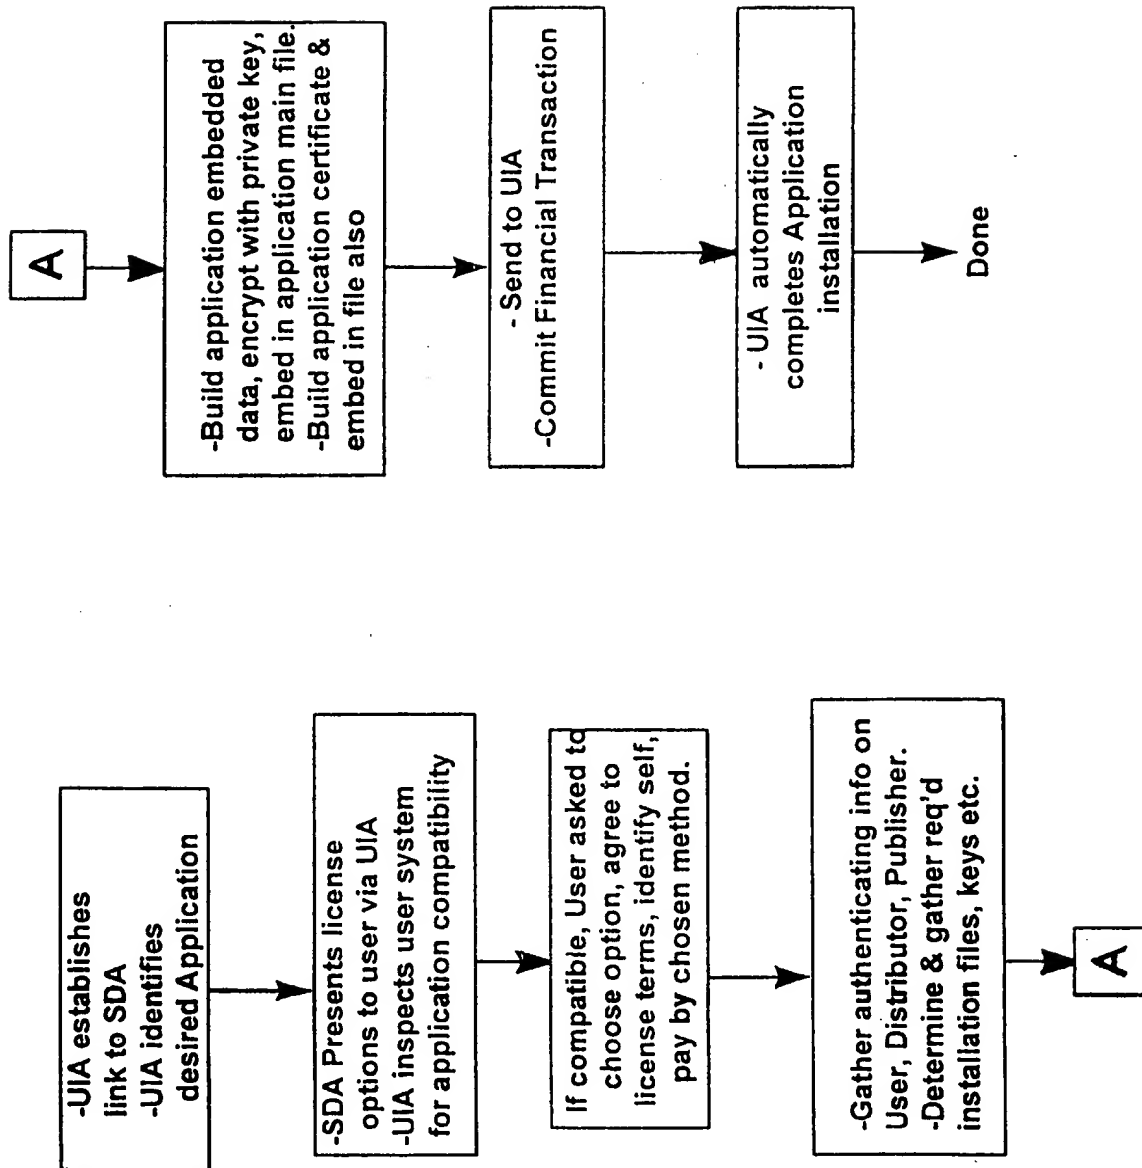 -UIA establishes
link to SDA
-UIA identifies
desired Application
-SDA Presents license
options to user via UIA
-UIA inspects user system
for application compatibility
If compatible, User asked to
choose option, agree to
license terms, identify self,
pay by chosen method.
-Gather authenticating info on
User, Distributor, Publisher.
-Determine & gather req'd
installation files, keys etc.
A
A
-Build application embedded
data, encrypt with private key,
embed in application main file.
-Build application certificate &
embed in file also
- Send to UIA
-Commit Financial Transaction
- UIA automatically
completes Application
installation
Done